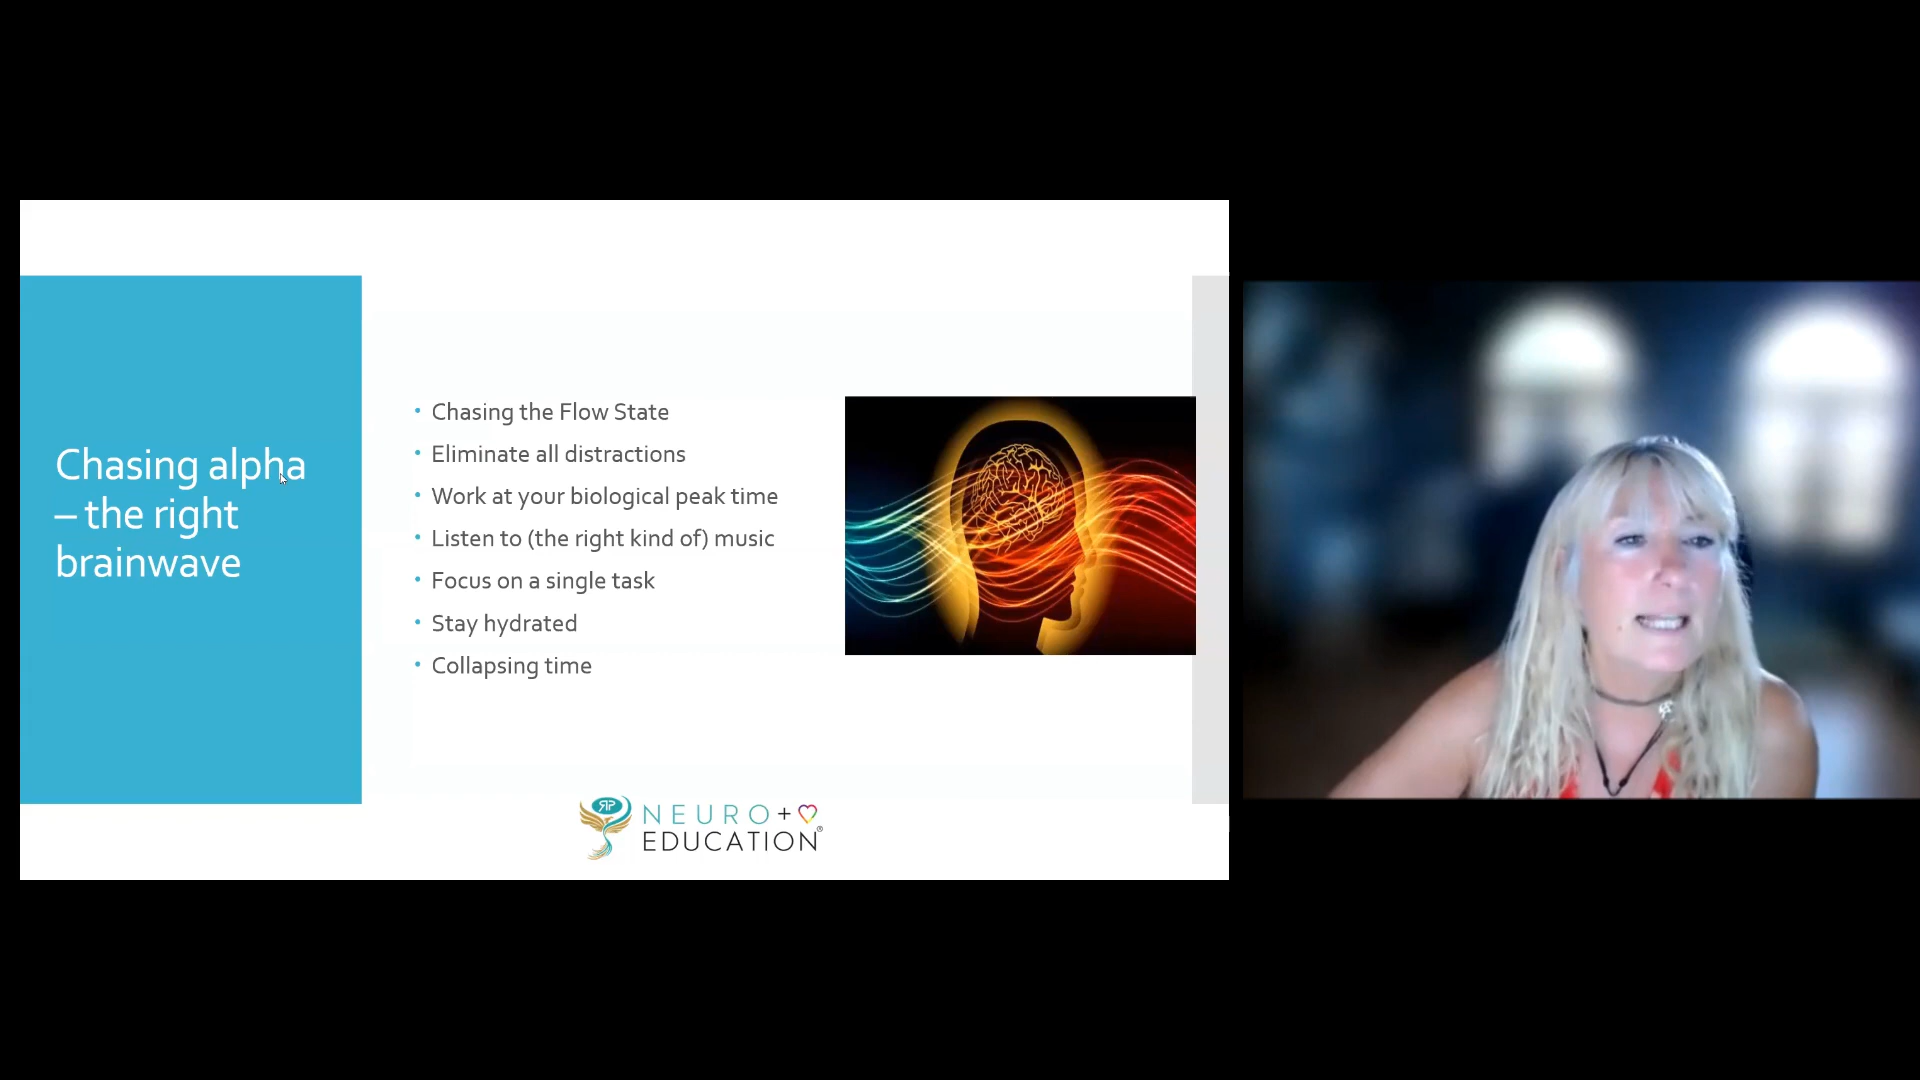 Chasing alpha
– the right
brainwave
• Chasing the Flow State
• Eliminate all distractions
• Work at your biological peak time
• Listen to (the right kind of) music
• Focus on a single task
• Stay hydrated
• Collapsing time
NEURO+
EDUCATION®